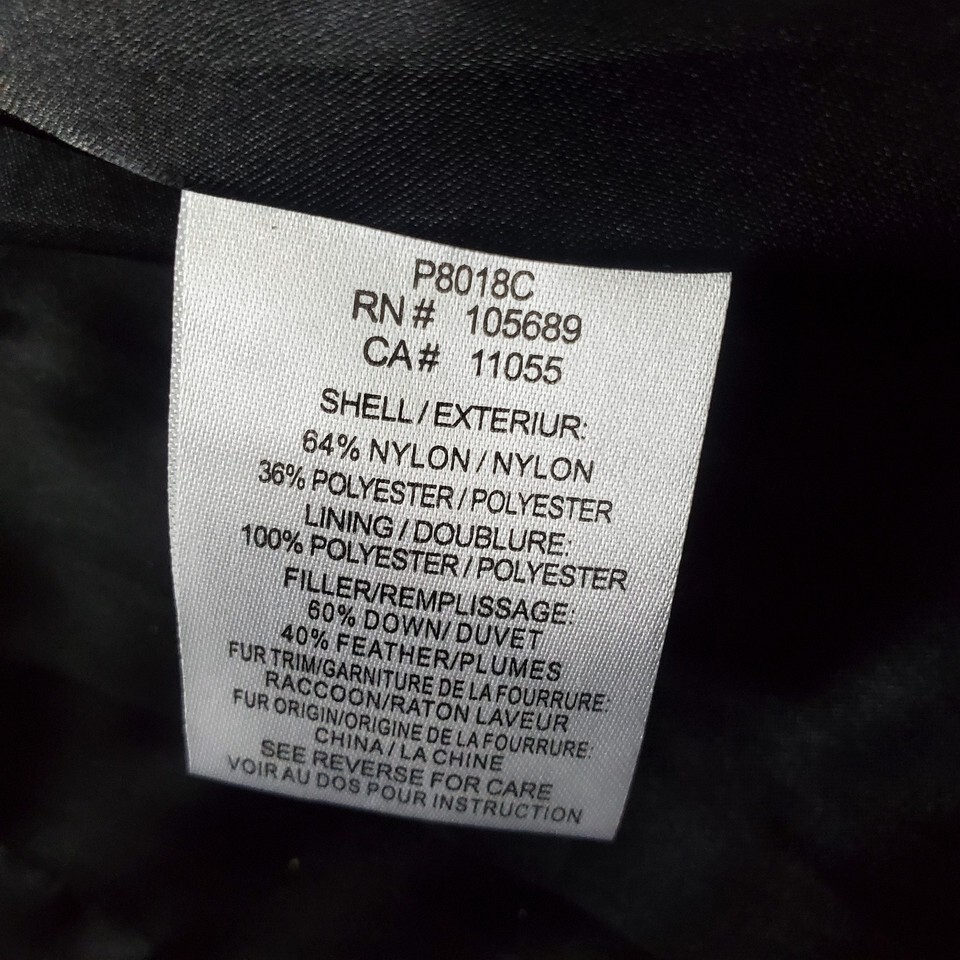 P8018C
RN# 105689
CA# 11055
SHELL/EXTERIUR:
64% NYLON/NYLON
36% POLYESTER/POLYESTER
LINING/DOUBLURE:
100% POLYESTER/POLYESTER
FILLER/REMPLISSAGE:
60% DOWN/DUVET
40% FEATHER/PLUMES
FUR TRIM/GARNITURE DE LA FOURRURE:
RACCOON/RATON LAVEUR
FUR ORIGIN/ORIGINE DE LA FOURRURE:
CHINA/LA CHINE
SEE REVERSE FOR CARE
VOIR AU DOS POUR INSTRUCTION